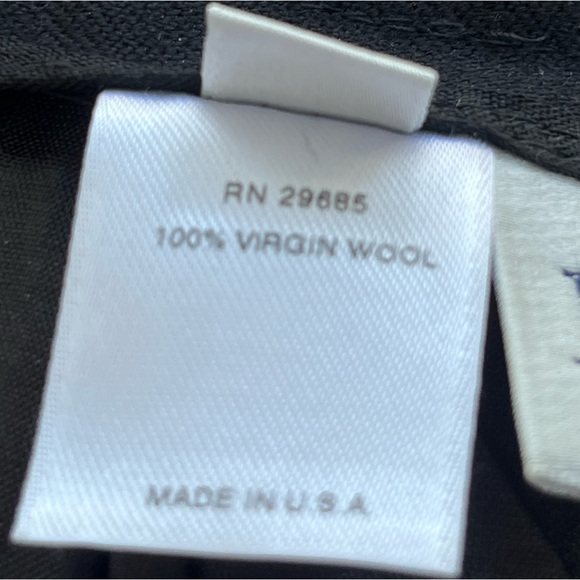 RN 29685
100% VIRGIN WOOL
MADE IN U.S.A.